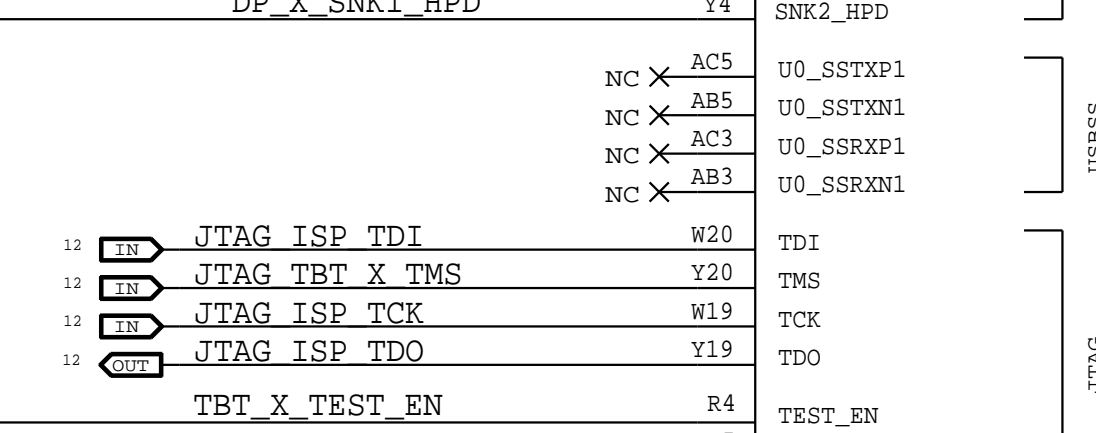 DP_X_SNK1_HPD Y4 SNK2_HPD
NC AC5 U0_SSTXP1
NC AB5 U0_SSTXN1
NC AC3 U0_SSRXP1
NC AB3 U0_SSRXN1
USBSS
12 IN JTAG_ISP_TDI W20 TDI
12 IN JTAG_TBT_X_TMS Y20 TMS
12 IN JTAG_ISP_TCK W19 TCK
12 OUT JTAG_ISP_TDO Y19 TDO
JTAG
TBT_X_TEST_EN R4 TEST_EN